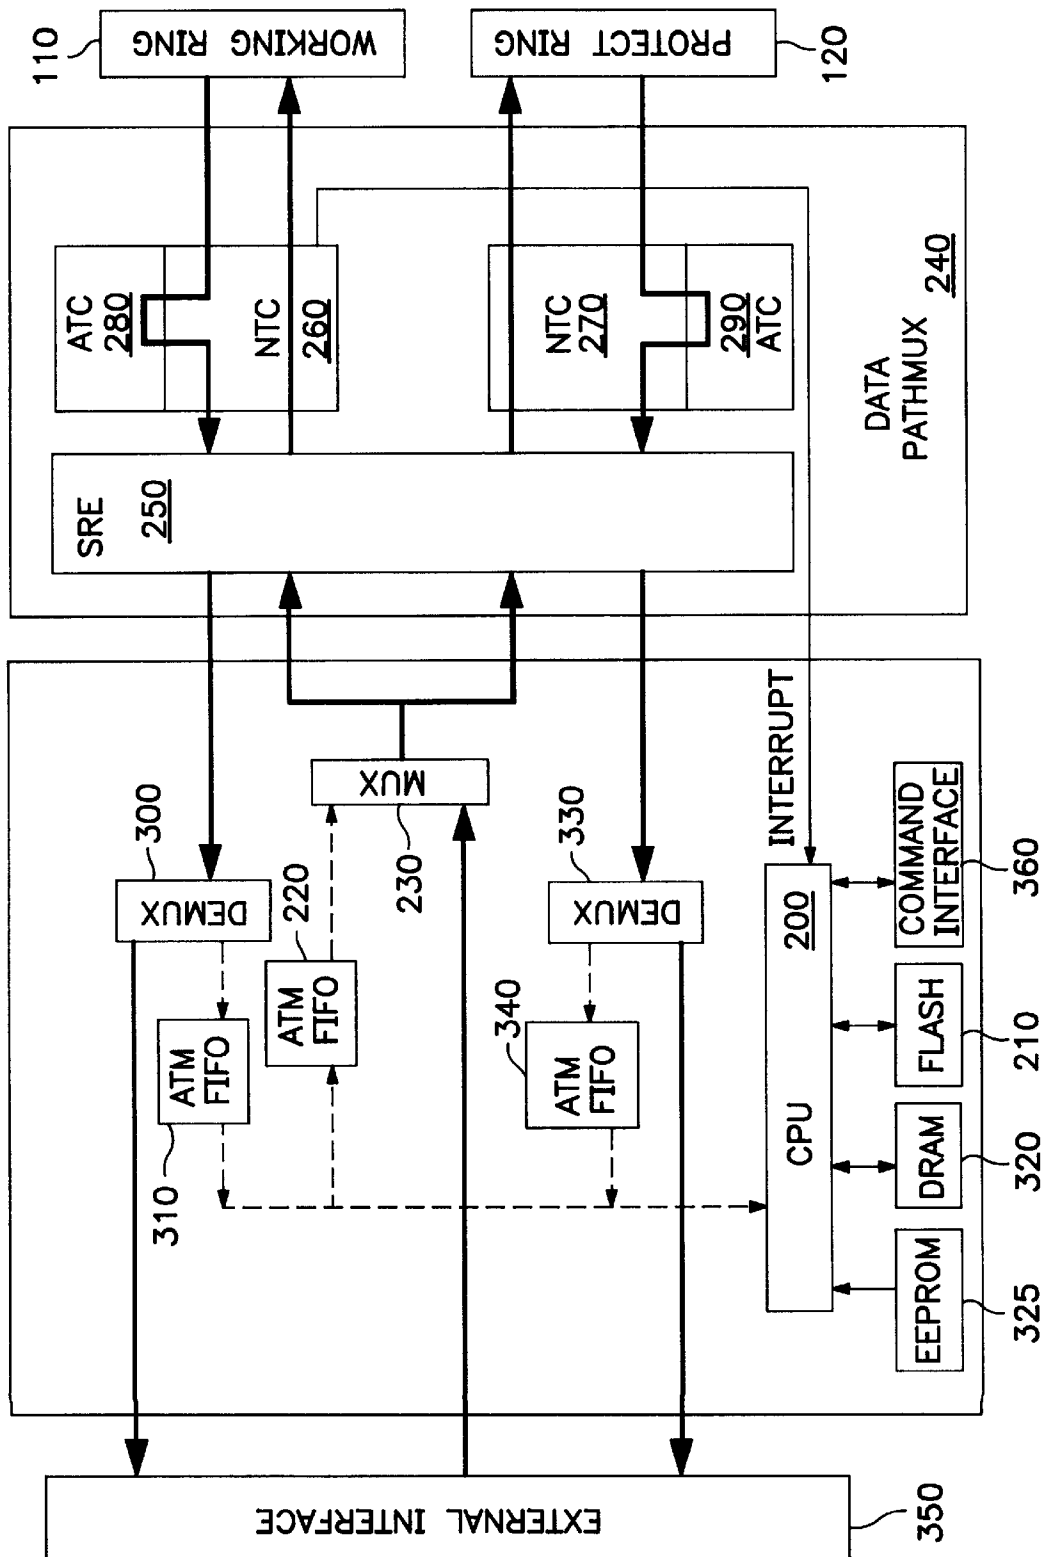 110
WORKING RING
PROTECT RING
120
ATC
280
NTC
260
NTC
270
290
ATC
DATA
PATHMUX
240
SRE
250
INTERRUPT
MUX
230
300
DEMUX
220
ATM
FIFO
310
ATM
FIFO
330
DEMUX
340
ATM
FIFO
CPU
200
COMMAND
INTERFACE
360
FLASH
210
DRAM
320
EEPROM
325
EXTERNAL INTERFACE
350